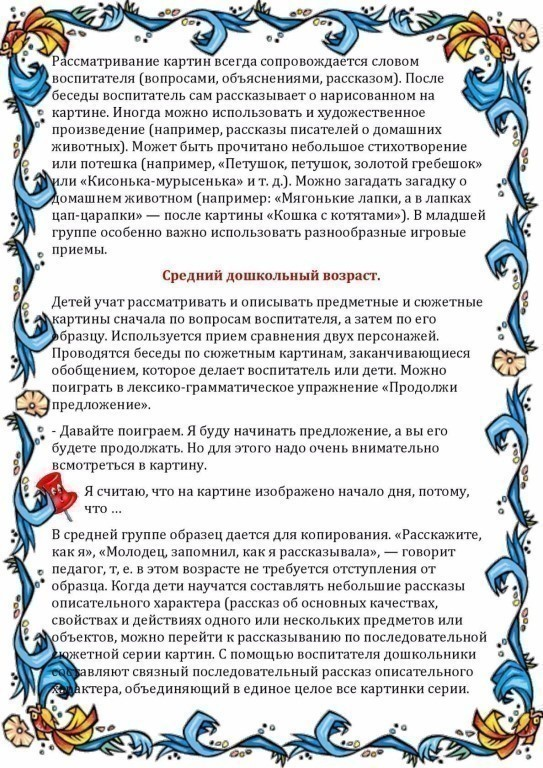 Рассматривание картин всегда сопровождается словом
воспитателя (вопросами, объяснениями, рассказом). После
беседы воспитатель сам рассказывает о нарисованном на
картине. Иногда можно использовать и художественное
произведение (например, рассказы писателей о домашних
животных). Может быть прочитано небольшое стихотворение
или потешка (например, «Петушок, петушок, золотой гребешок»
или «Кисонька-мурысенька» и т. д.). Можно загадать загадку о
домашнем животном (например: «Мягонькие лапки, а в лапках
цап-царапки» — после картины «Кошка с котятами»). В младшей
группе особенно важно использовать разнообразные игровые
приемы.
Средний дошкольный возраст.
Детей учат рассматривать и описывать предметные и сюжетные
картины сначала по вопросам воспитателя, а затем по его
образцу. Используется прием сравнения двух персонажей.
Проводятся беседы по сюжетным картинам, заканчивающиеся
обобщением, которое делает воспитатель или дети. Можно
поиграть в лексико-грамматическое упражнение «Продолжи
предложение».
- Давайте поиграем. Я буду начинать предложение, а вы его
будете продолжать. Но для этого надо очень внимательно
всмотреться в картину.
Я считаю, что на картине изображено начало дня, потому,
что ...
В средней группе образец дается для копирования. «Расскажите,
как я», «Молодец, запомнил, как я рассказывала», — говорит
педагог, т, е. в этом возрасте не требуется отступления от
образца. Когда дети научатся составлять небольшие рассказы
описательного характера (рассказ об основных качествах,
свойствах и действиях одного или нескольких предметов или
объектов, можно перейти к рассказыванию по последовательной
сюжетной серии картин. С помощью воспитателя дошкольники
составляют связный последовательный рассказ описательного
характера, объединяющий в единое целое все картинки серии.